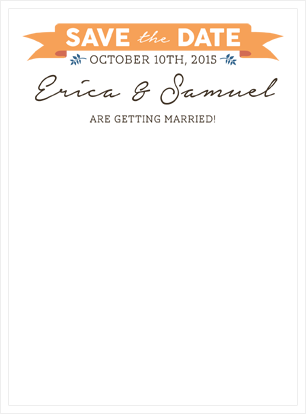 SAVE the DATE
OCTOBER 10TH, 2015
Erica & Samuel
ARE GETTING MARRIED!